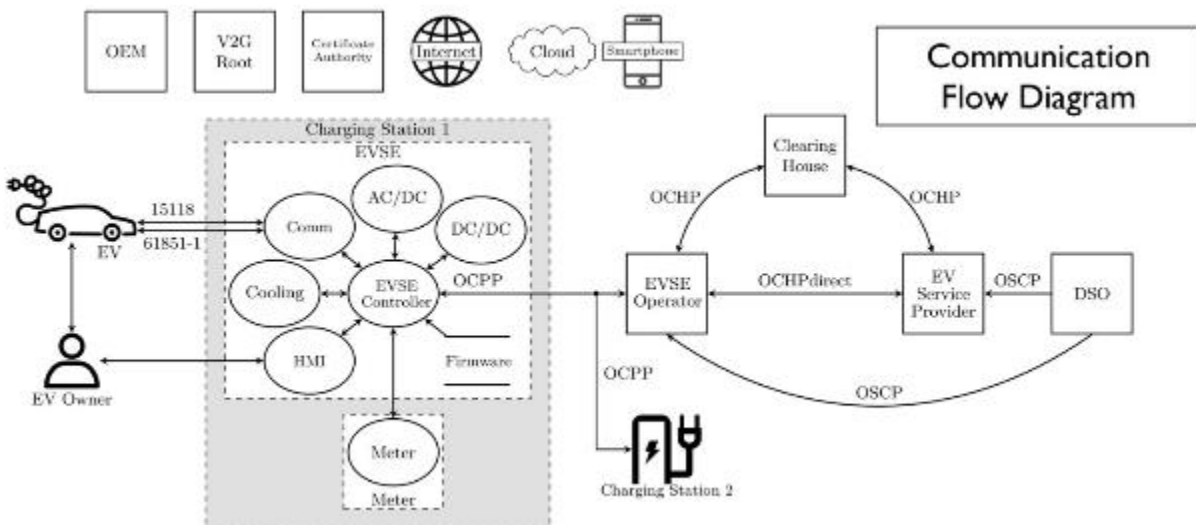 OEM
V2G
Root
Certificate
Authority
Internet
Cloud
Smartphone
Communication
Flow Diagram
Charging Station 1
EVSE
Clearing
House
AC/DC
OCHP
OCHP
15118
Comm
DC/DC
61851-1
EV
OCPP
Cooling
EVSE
Controller
EVSE
Operator
OCHPdirect
EV
Service
Provider
OSCP
DSO
HMI
Firmware
OCPP
OSCP
EV Owner
Meter
Meter
Charging Station 2